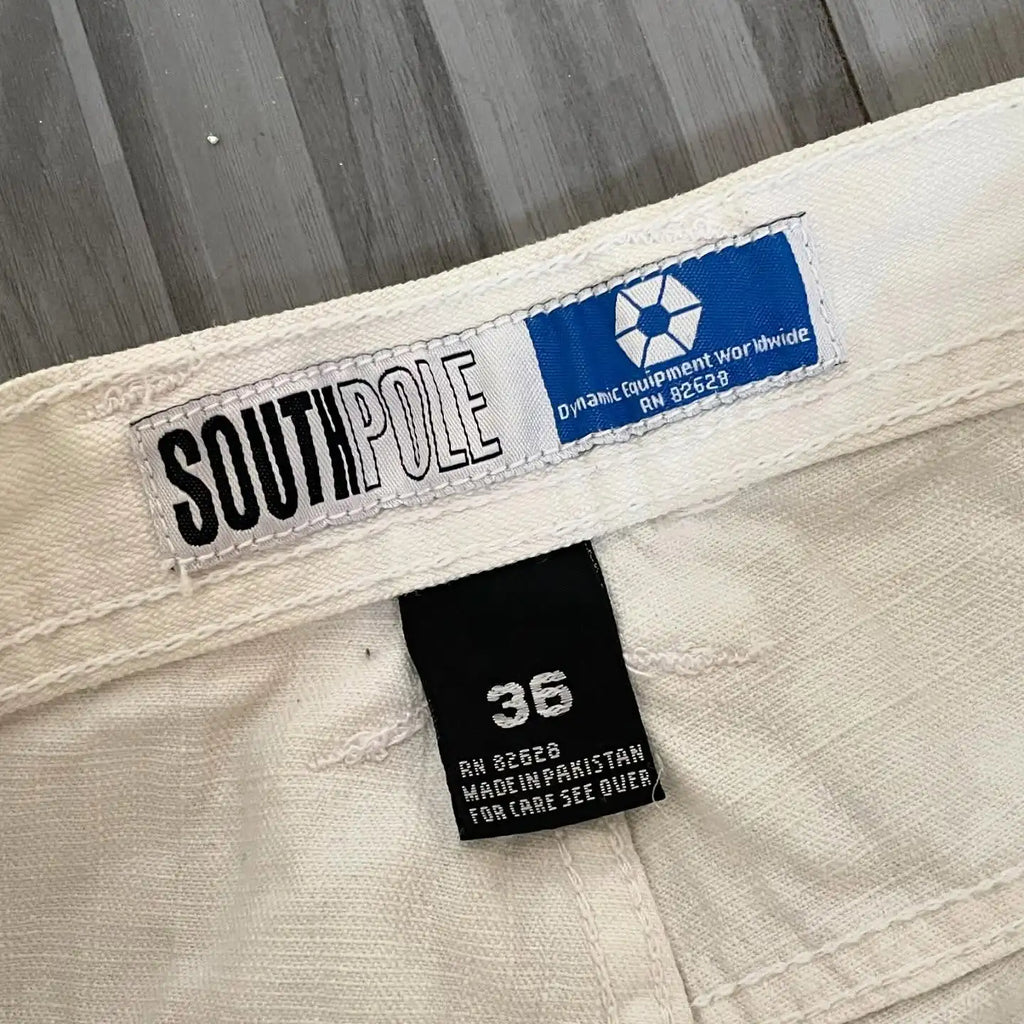 SOUTHPOLE
Dynamic Equipment Worldwide
RN 82628
36
RN 82628
MADE IN PAKISTAN
FOR CARE SEE OVER